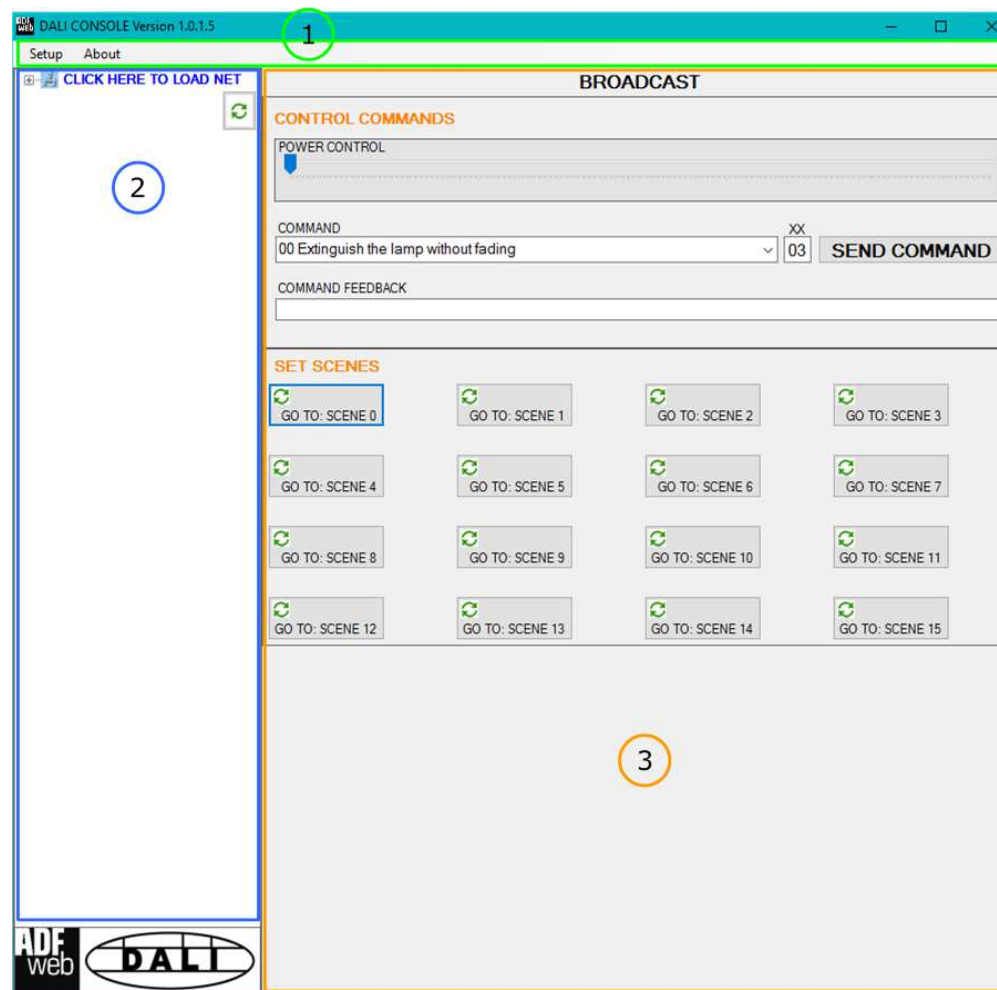 ADF web DALI CONSOLE Version 1.0.1.5
1
Setup About
CLICK HERE TO LOAD NET
2
BROADCAST
CONTROL COMMANDS
POWER CONTROL
COMMAND XX
00 Extinguish the lamp without fading 03 SEND COMMAND
COMMAND FEEDBACK
SET SCENES
GO TO: SCENE 0 GO TO: SCENE 1 GO TO: SCENE 2 GO TO: SCENE 3
GO TO: SCENE 4 GO TO: SCENE 5 GO TO: SCENE 6 GO TO: SCENE 7
GO TO: SCENE 8 GO TO: SCENE 9 GO TO: SCENE 10 GO TO: SCENE 11
GO TO: SCENE 12 GO TO: SCENE 13 GO TO: SCENE 14 GO TO: SCENE 15
3
ADF
web DALI